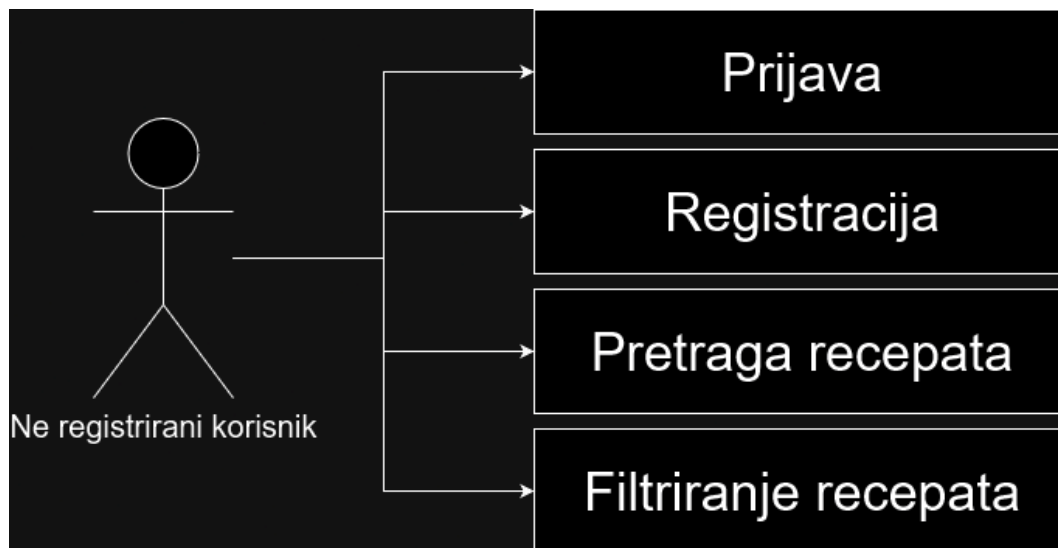 Prijava
Registracija
Pretraga recepata
Ne registrirani korisnik
Filtriranje recepata